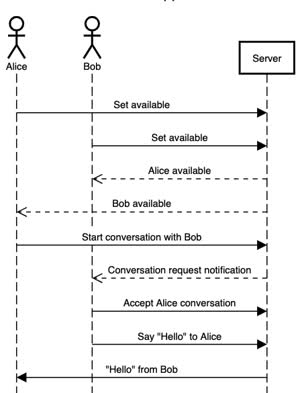 Alice
Bob
Server
Set available
Set available
Alice available
Bob available
Start conversation with Bob
Conversation request notification
Accept Alice conversation
Say "Hello" to Alice
"Hello" from Bob